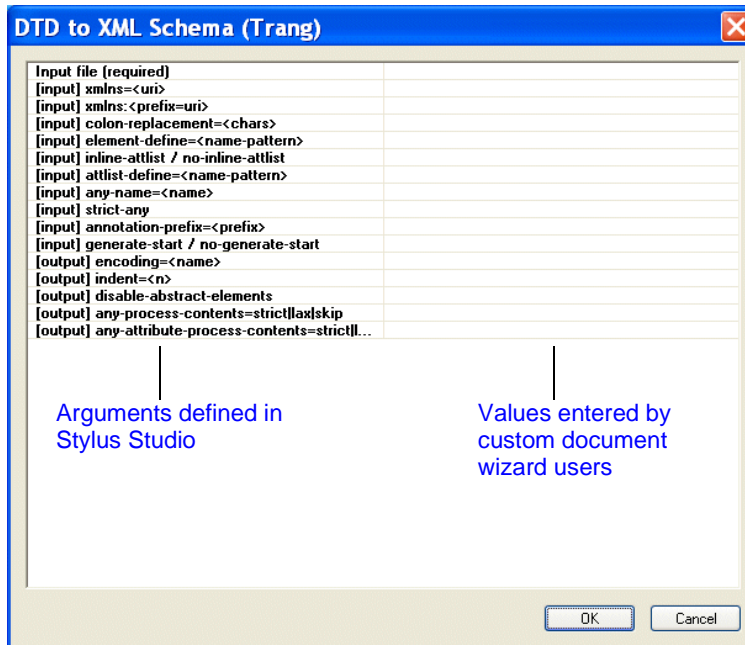 DTD to XML Schema (Trang)
Input file (required)
[input] xmlns=<uri>
[input] xmlns:<prefix=uri>
[input] colon-replacement=<chars>
[input] element-define=<name-pattern>
[input] inline-attlist / no-inline-attlist
[input] attlist-define=<name-pattern>
[input] any-name=<name>
[input] strict-any
[input] annotation-prefix=<prefix>
[input] generate-start / no-generate-start
[output] encoding=<name>
[output] indent=<n>
[output] disable-abstract-elements
[output] any-process-contents=strict|lax|skip
[output] any-attribute-process-contents=strict|l...
Arguments defined in
Stylus Studio
Values entered by
custom document
wizard users
OK
Cancel